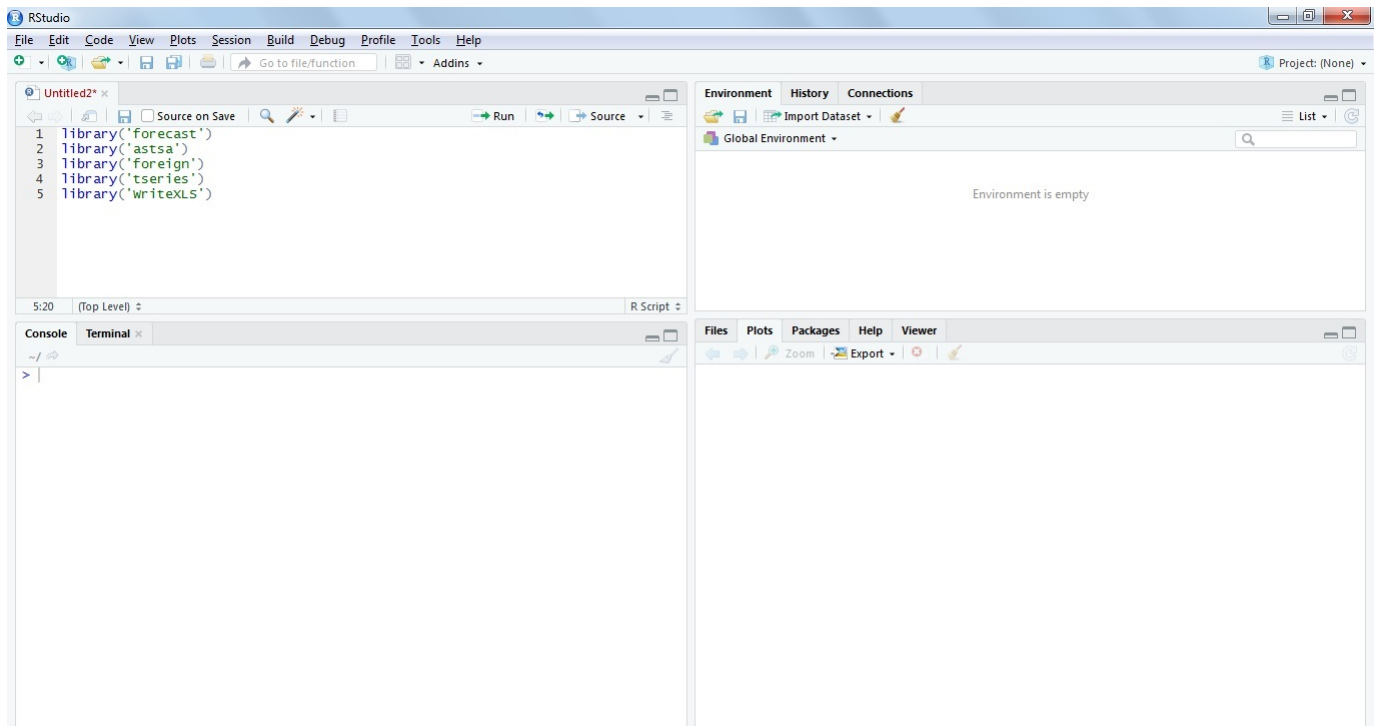 RStudio
File Edit Code View Plots Session Build Debug Profile Tools Help
Go to file/function Addins Project: (None)
Untitled2*
Source on Save Run Source
1 library('forecast')
2 library('astsa')
3 library('foreign')
4 library('tseries')
5 library('WriteXLS')
5:20 (Top Level) R Script
Console Terminal
~/
>
Environment History Connections
Import Dataset List
Global Environment
Environment is empty
Files Plots Packages Help Viewer
Zoom Export